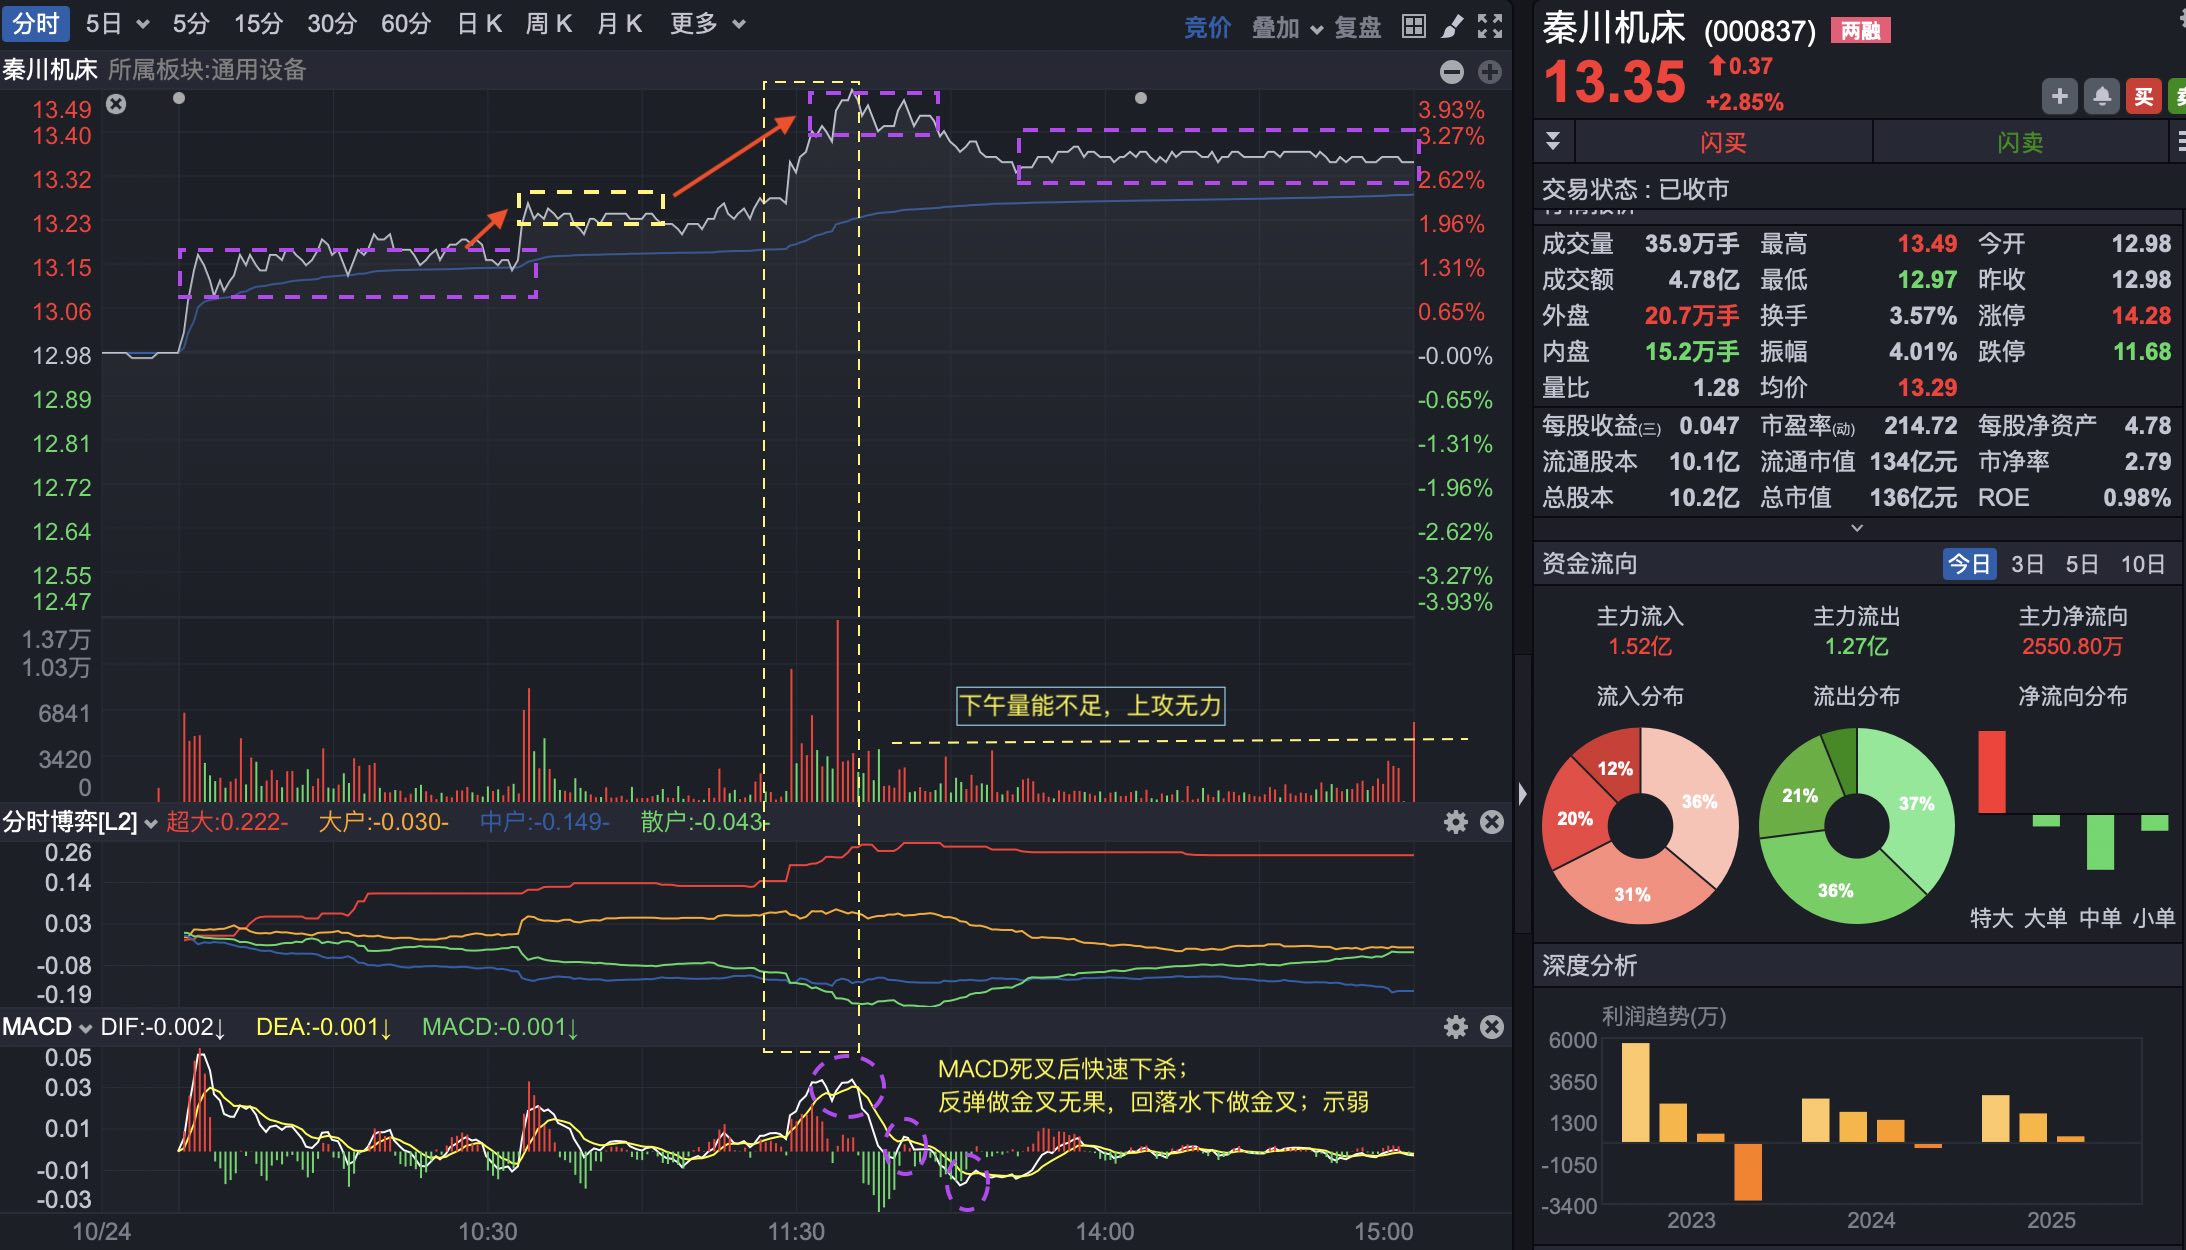 分时 5日 5分 15分 30分 60分 日K 周K 月K 更多 竞价 叠加 复盘
秦川机床 所属板块:通用设备
13.49 3.93%
13.40 3.27%
13.32 2.62%
13.23 1.96%
13.15 1.31%
13.06 0.65%
12.98 -0.00%
12.89 -0.65%
12.81 -1.31%
12.72 -1.96%
12.64 -2.62%
12.55 -3.27%
12.47 -3.93%
1.37万
1.03万
6841
3420
0
下午量能不足，上攻无力
分时博弈[L2] 超大:0.222- 大户:-0.030- 中户:-0.149- 散户:-0.043-
0.26
0.14
0.03
-0.08
-0.19
MACD DIF:-0.002↓ DEA:-0.001↓ MACD:-0.001↓
0.05
0.03
0.01
-0.01
-0.03
MACD死叉后快速下杀；
反弹做金叉无果，回落水下做金叉；示弱
10/24 10:30 11:30 14:00 15:00
秦川机床 (000837) 两融
13.35 0.37
+2.85%
买
闪买 闪卖
交易状态 : 已收市
成交量 35.9万手 最高 13.49 今开 12.98
成交额 4.78亿 最低 12.97 昨收 12.98
外盘 20.7万手 换手 3.57% 涨停 14.28
内盘 15.2万手 振幅 4.01% 跌停 11.68
量比 1.28 均价 13.29
每股收益(三) 0.047 市盈率(动) 214.72 每股净资产 4.78
流通股本 10.1亿 流通市值 134亿元 市净率 2.79
总股本 10.2亿 总市值 136亿元 ROE 0.98%
资金流向 今日 3日 5日 10日
主力流入 主力流出 主力净流向
1.52亿 1.27亿 2550.80万
流入分布 流出分布 净流向分布
12% 36% 20% 31%
21% 37% 36%
特大 大单 中单 小单
深度分析
利润趋势(万)
6000
3650
1300
-1050
-3400
2023 2024 2025